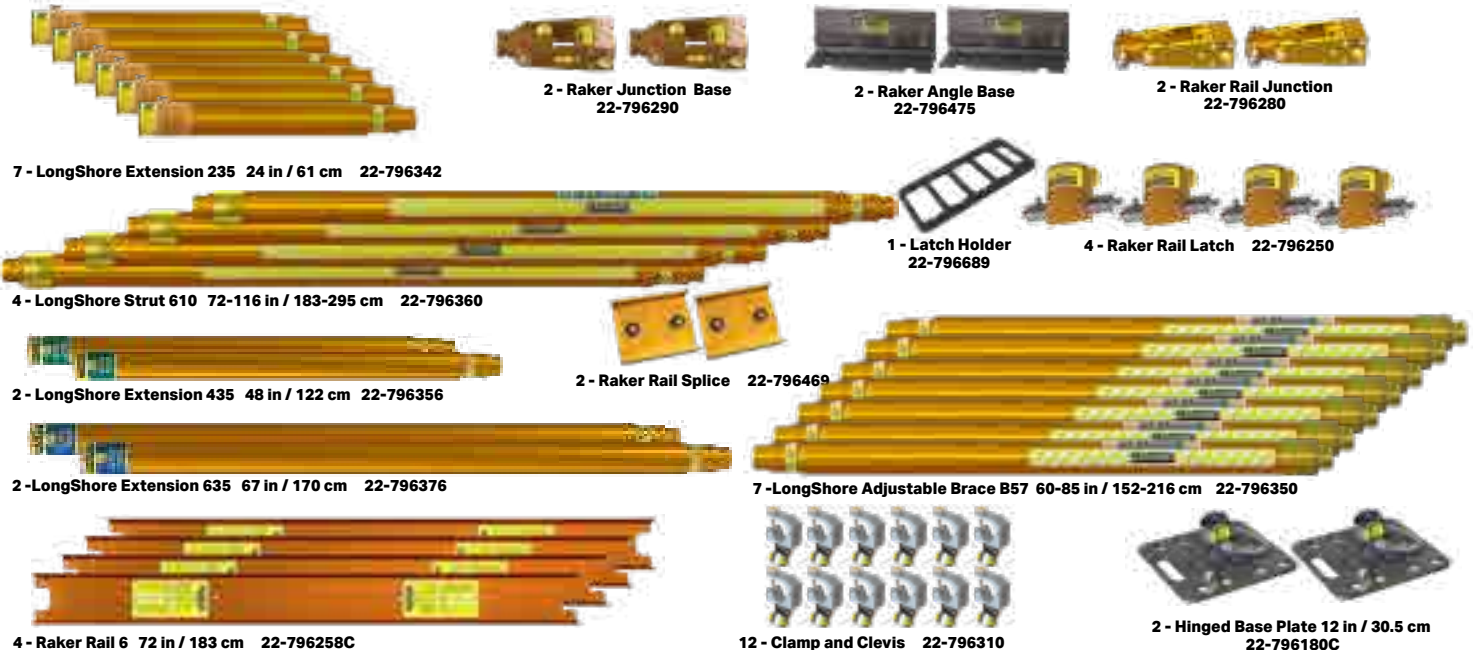 2 - Raker Junction Base
22-796290
2 - Raker Angle Base
22-796475
2 - Raker Rail Junction
22-796280
7 - LongShore Extension 235 24 in / 61 cm 22-796342
1 - Latch Holder
22-796689
4 - Raker Rail Latch 22-796250
4 - LongShore Strut 610 72-116 in / 183-295 cm 22-796360
2 - Raker Rail Splice 22-796469
2 - LongShore Extension 435 48 in / 122 cm 22-796356
2 -LongShore Extension 635 67 in / 170 cm 22-796376
7 -LongShore Adjustable Brace B57 60-85 in / 152-216 cm 22-796350
4 - Raker Rail 6 72 in / 183 cm 22-796258C
12 - Clamp and Clevis 22-796310
2 - Hinged Base Plate 12 in / 30.5 cm
22-796180C